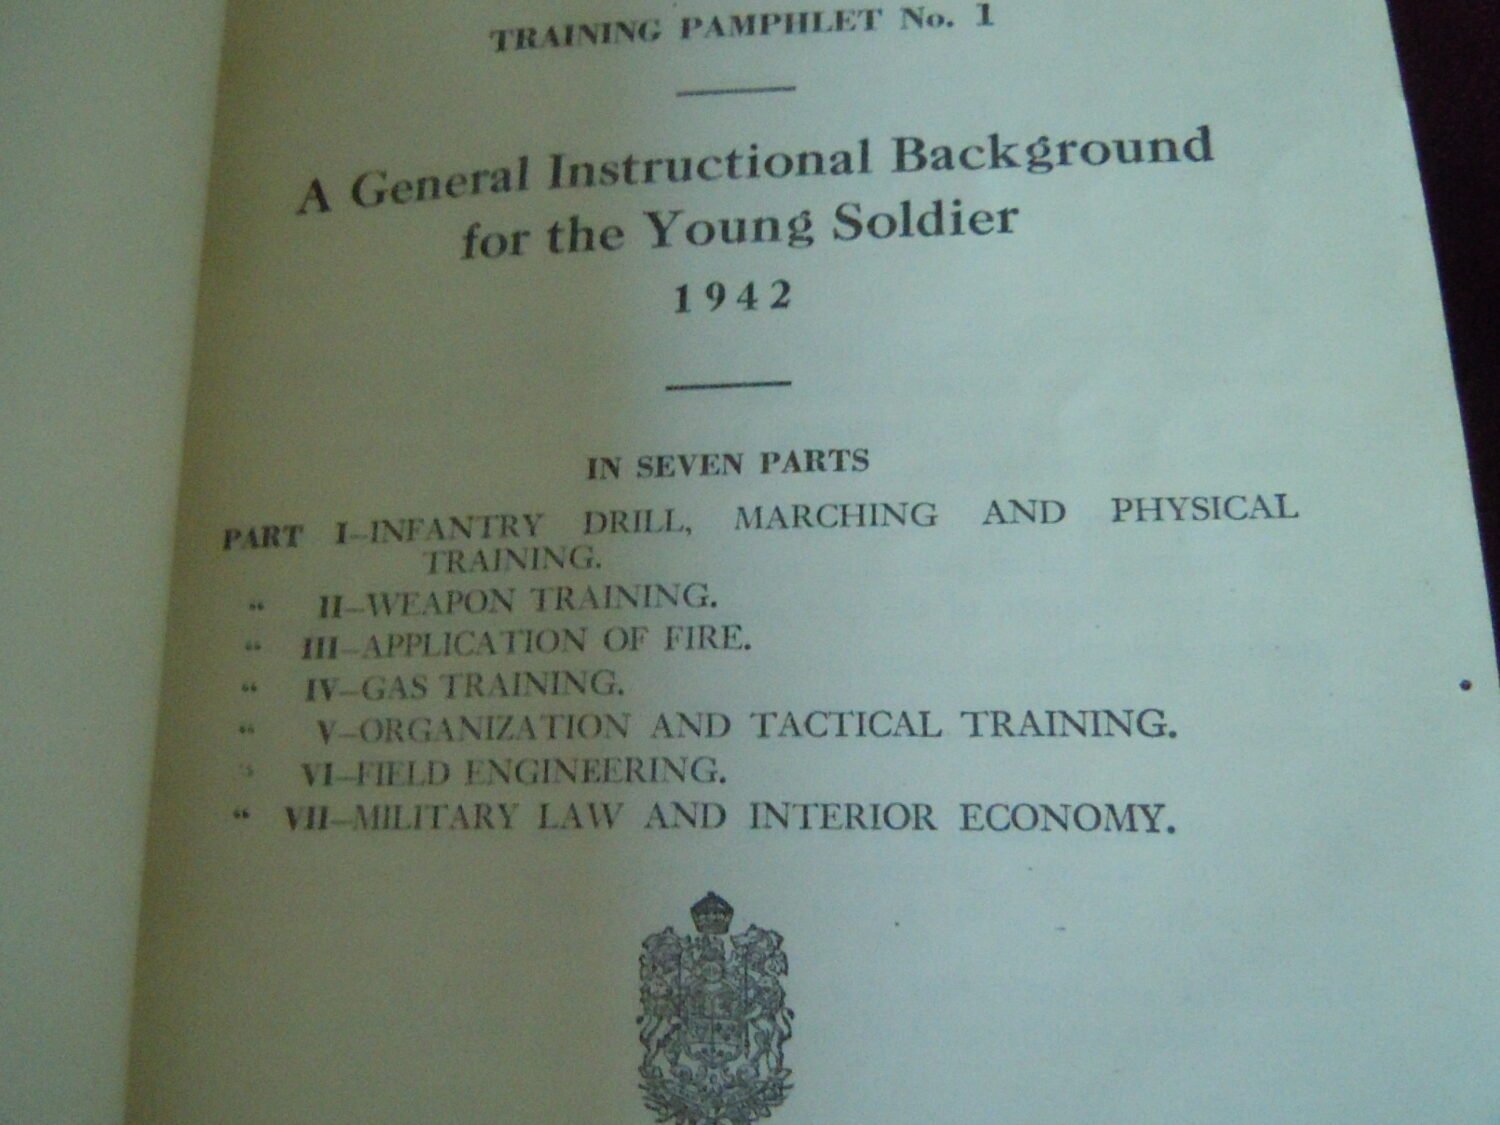 TRAINING PAMPHLET No. 1
A General Instructional Background
for the Young Soldier
1942
IN SEVEN PARTS
PART I–INFANTRY DRILL, MARCHING AND PHYSICAL
TRAINING.
“ II–WEAPON TRAINING.
“ III–APPLICATION OF FIRE.
“ IV–GAS TRAINING.
“ V–ORGANIZATION AND TACTICAL TRAINING.
“ VI–FIELD ENGINEERING.
“ VII–MILITARY LAW AND INTERIOR ECONOMY.